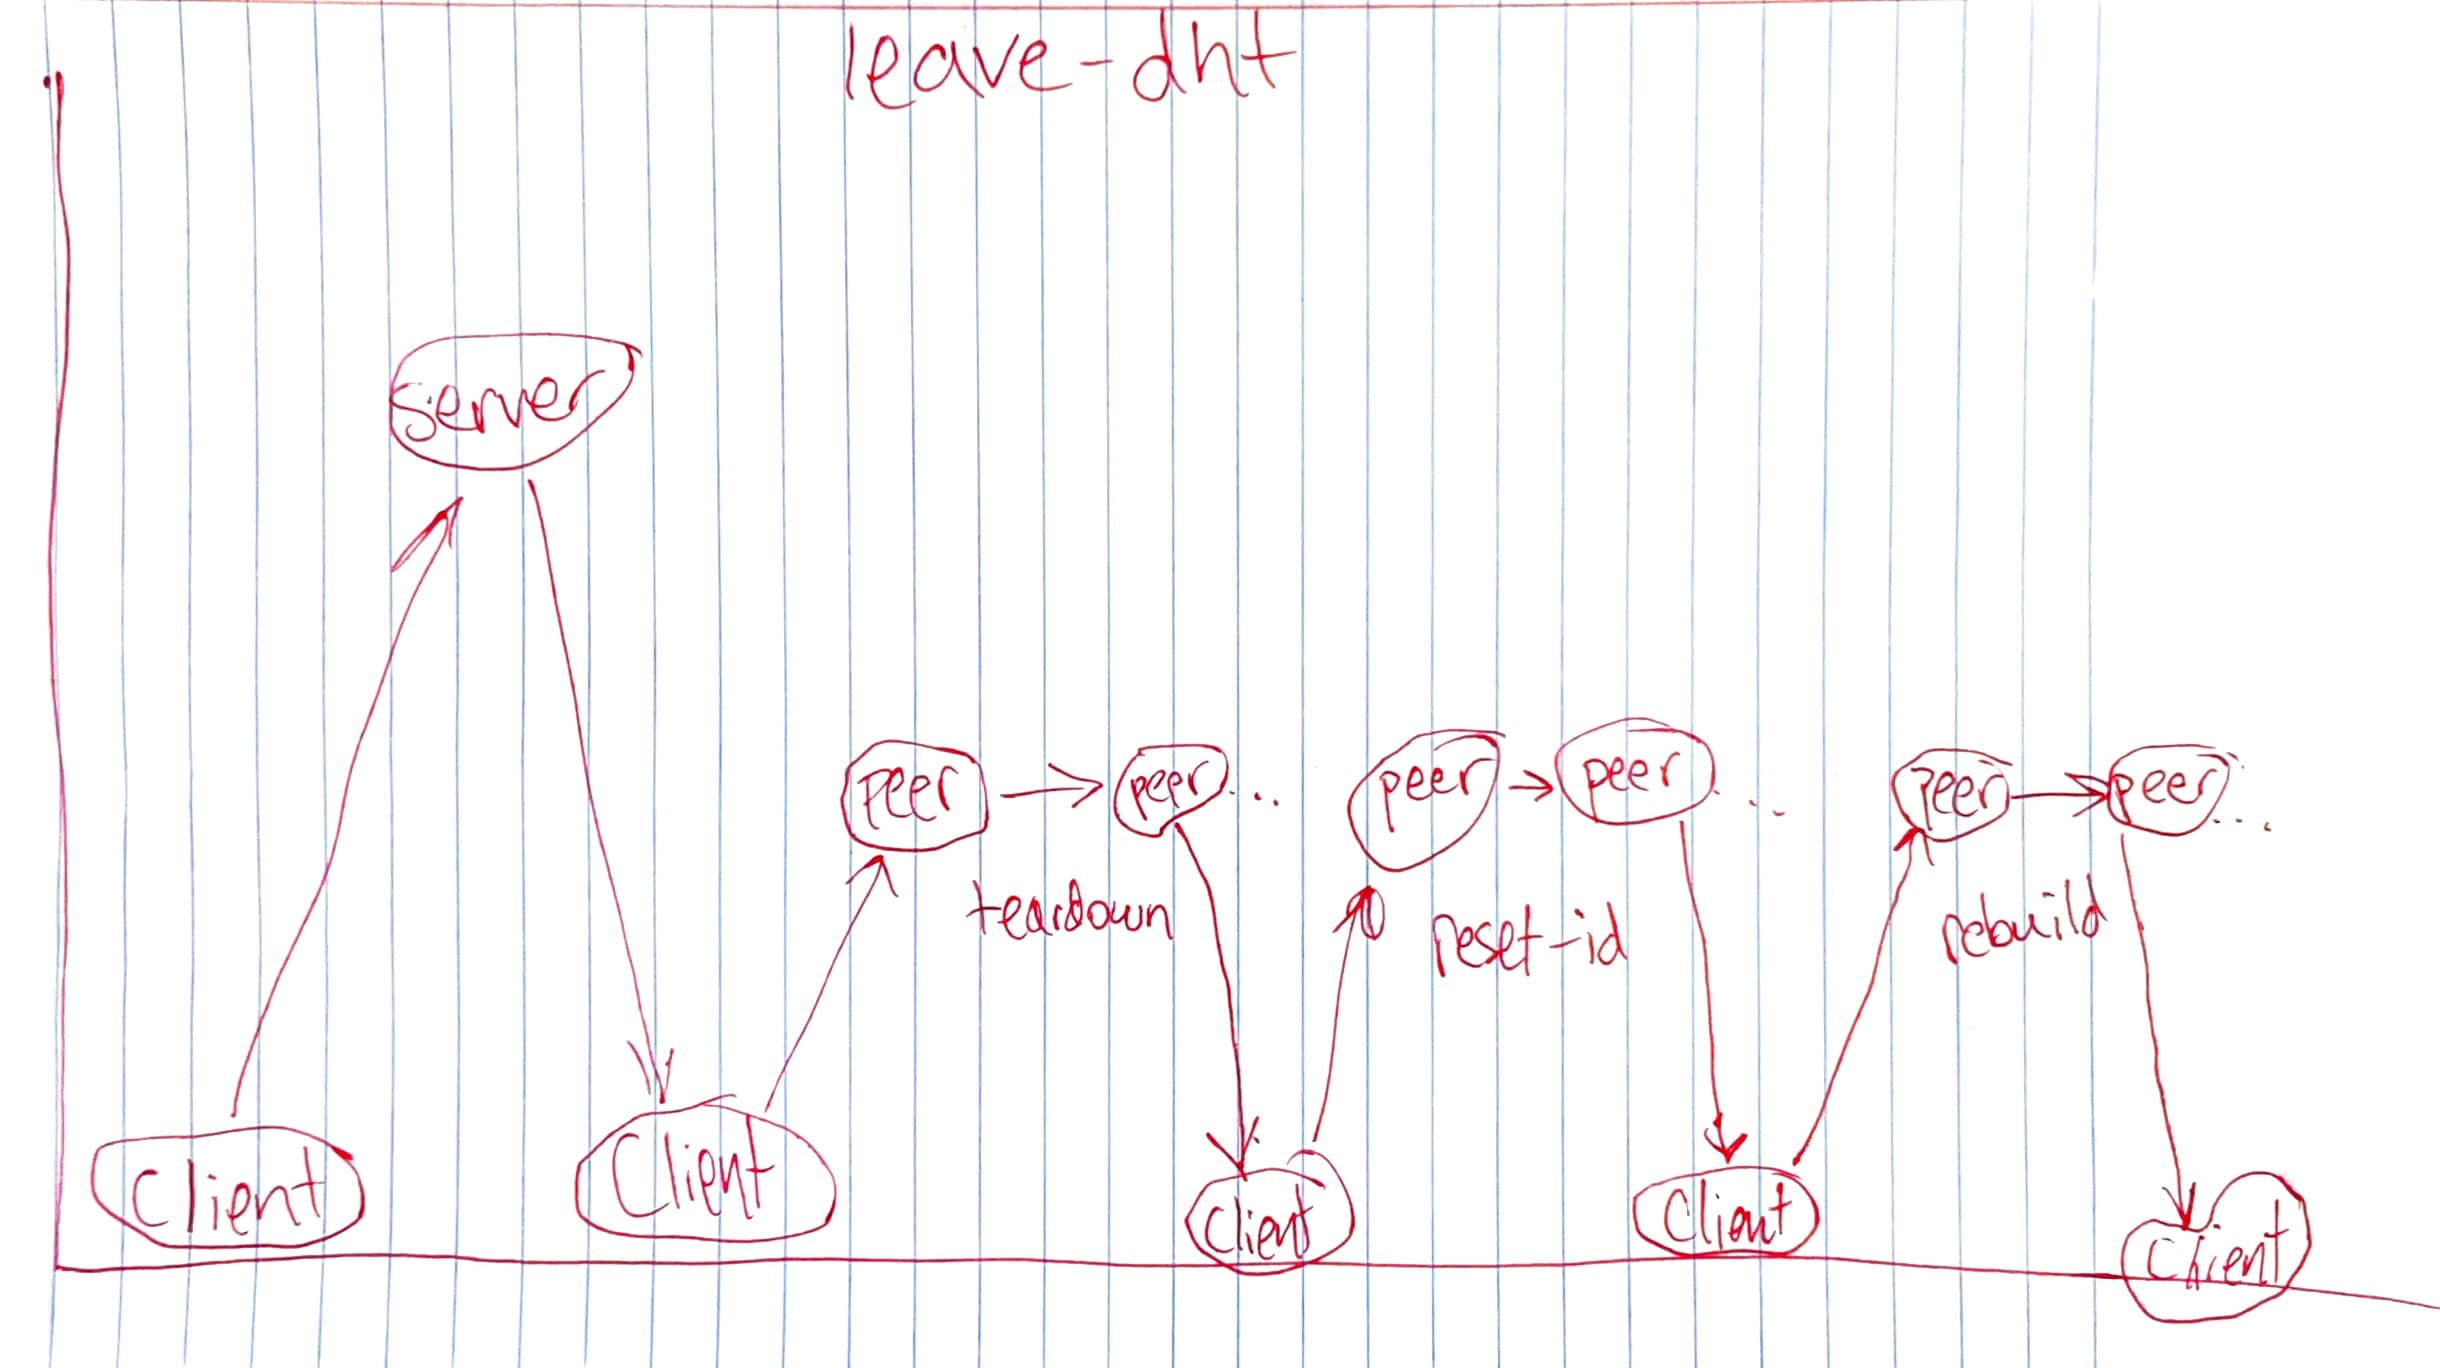 leave-dht
server
peer peer... peer peer... peer peer...
teardown reset-id rebuild
Client Client Client Client Client